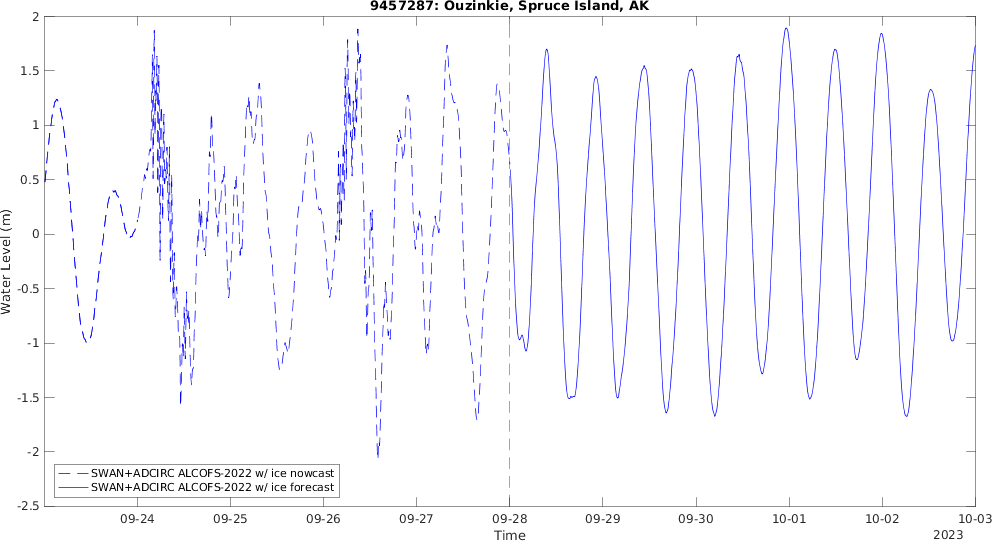 9457287: Ouzinkie, Spruce Island, AK
2
1.5
1
0.5
0
-0.5
-1
-1.5
-2
-2.5
Water Level (m)
SWAN+ADCIRC ALCOFS-2022 w/ ice nowcast
SWAN+ADCIRC ALCOFS-2022 w/ ice forecast
09-24 09-25 09-26 09-27 09-28 09-29 09-30 10-01 10-02 10-03
Time
2023